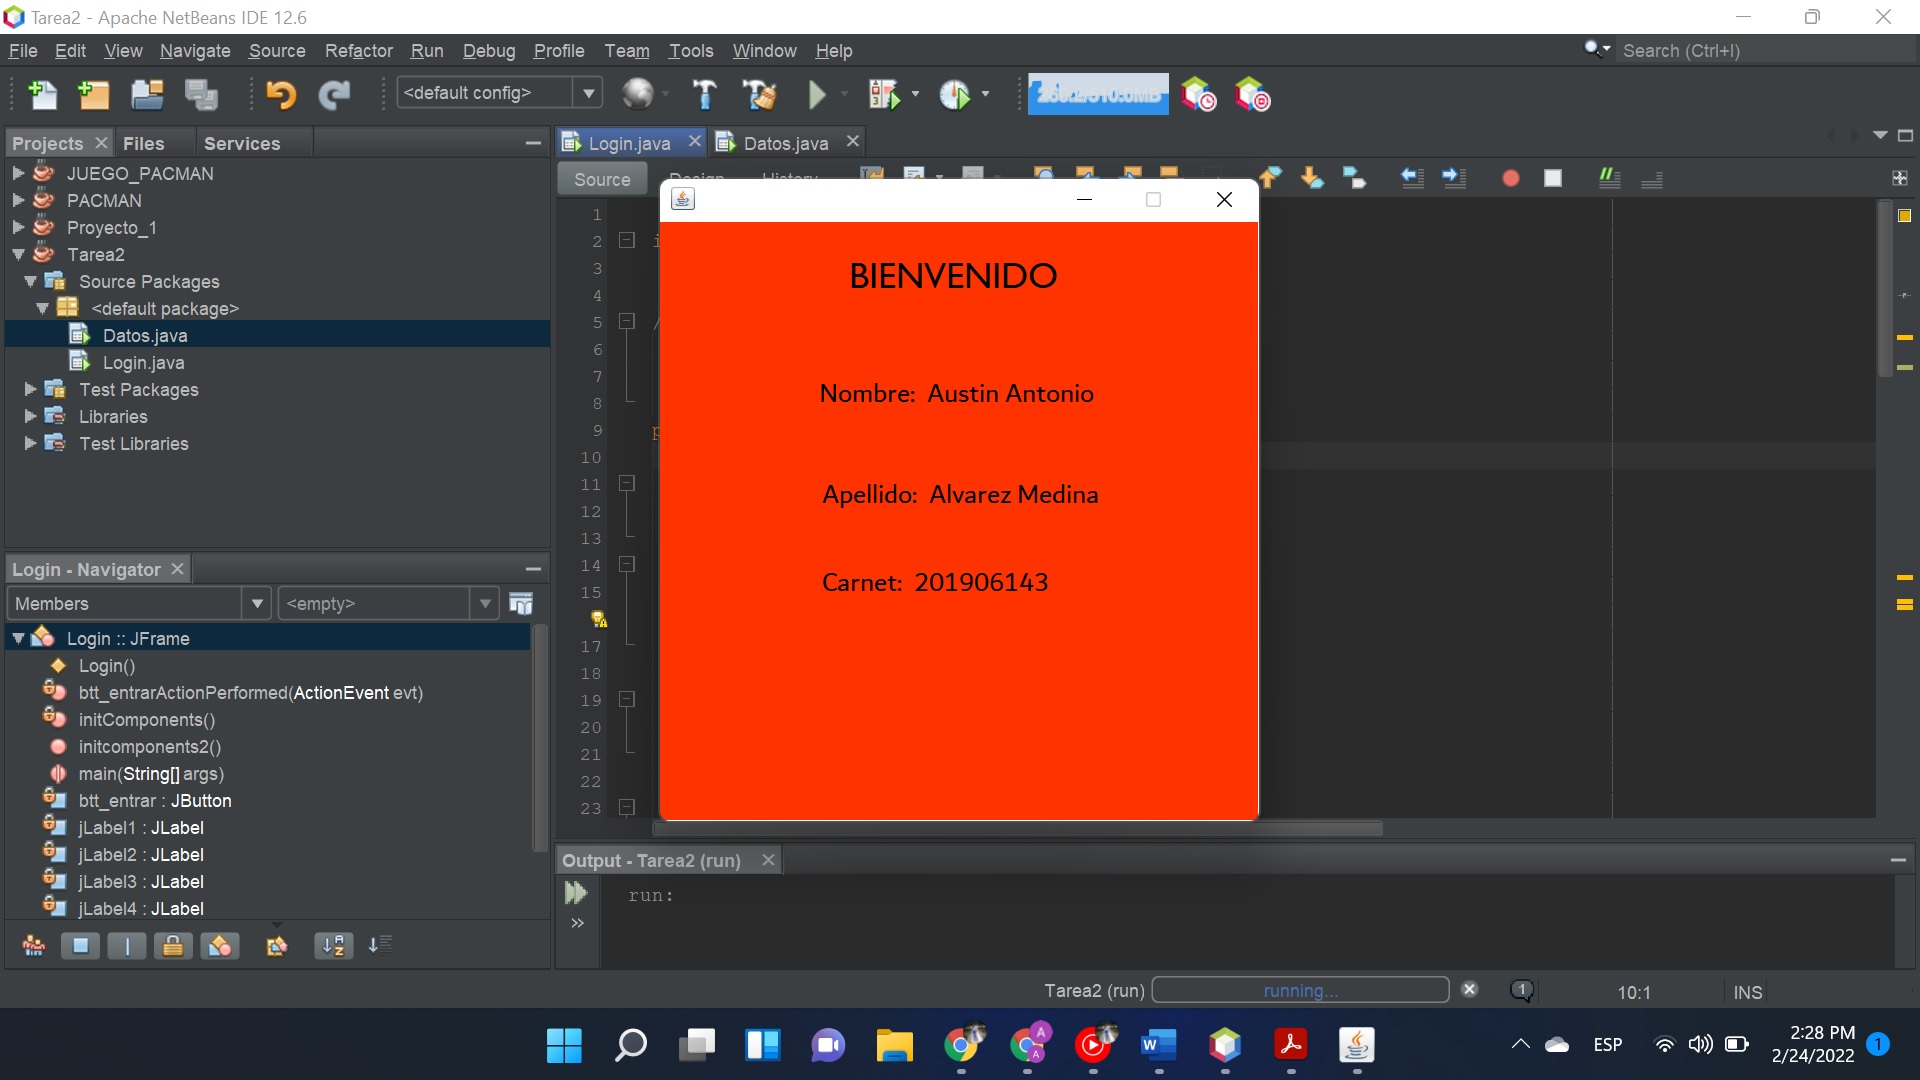 Tarea2 - Apache NetBeans IDE 12.6
File Edit View Navigate Source Refactor Run Debug Profile Team Tools Window Help
Search (Ctrl+I)
<default config>
Projects Files Services
JUEGO_PACMAN
PACMAN
Proyecto_1
Tarea2
Source Packages
<default package>
Datos.java
Login.java
Test Packages
Libraries
Test Libraries
Login - Navigator
Members <empty>
Login :: JFrame
Login()
btt_entrarActionPerformed(ActionEvent evt)
initComponents()
initcomponents2()
main(String[] args)
btt_entrar : JButton
jLabel1 : JLabel
jLabel2 : JLabel
jLabel3 : JLabel
jLabel4 : JLabel
Login.java Datos.java
Source Design History
1
2 i
3
4
5 /
6
7
8
9 p
10
11
12
13
14
15
17
18
19
20
21
22
23
BIENVENIDO
Nombre: Austin Antonio
Apellido: Alvarez Medina
Carnet: 201906143
Output - Tarea2 (run)
run:
Tarea2 (run) running... 1 10:1 INS
ESP
2:28 PM
2/24/2022
1